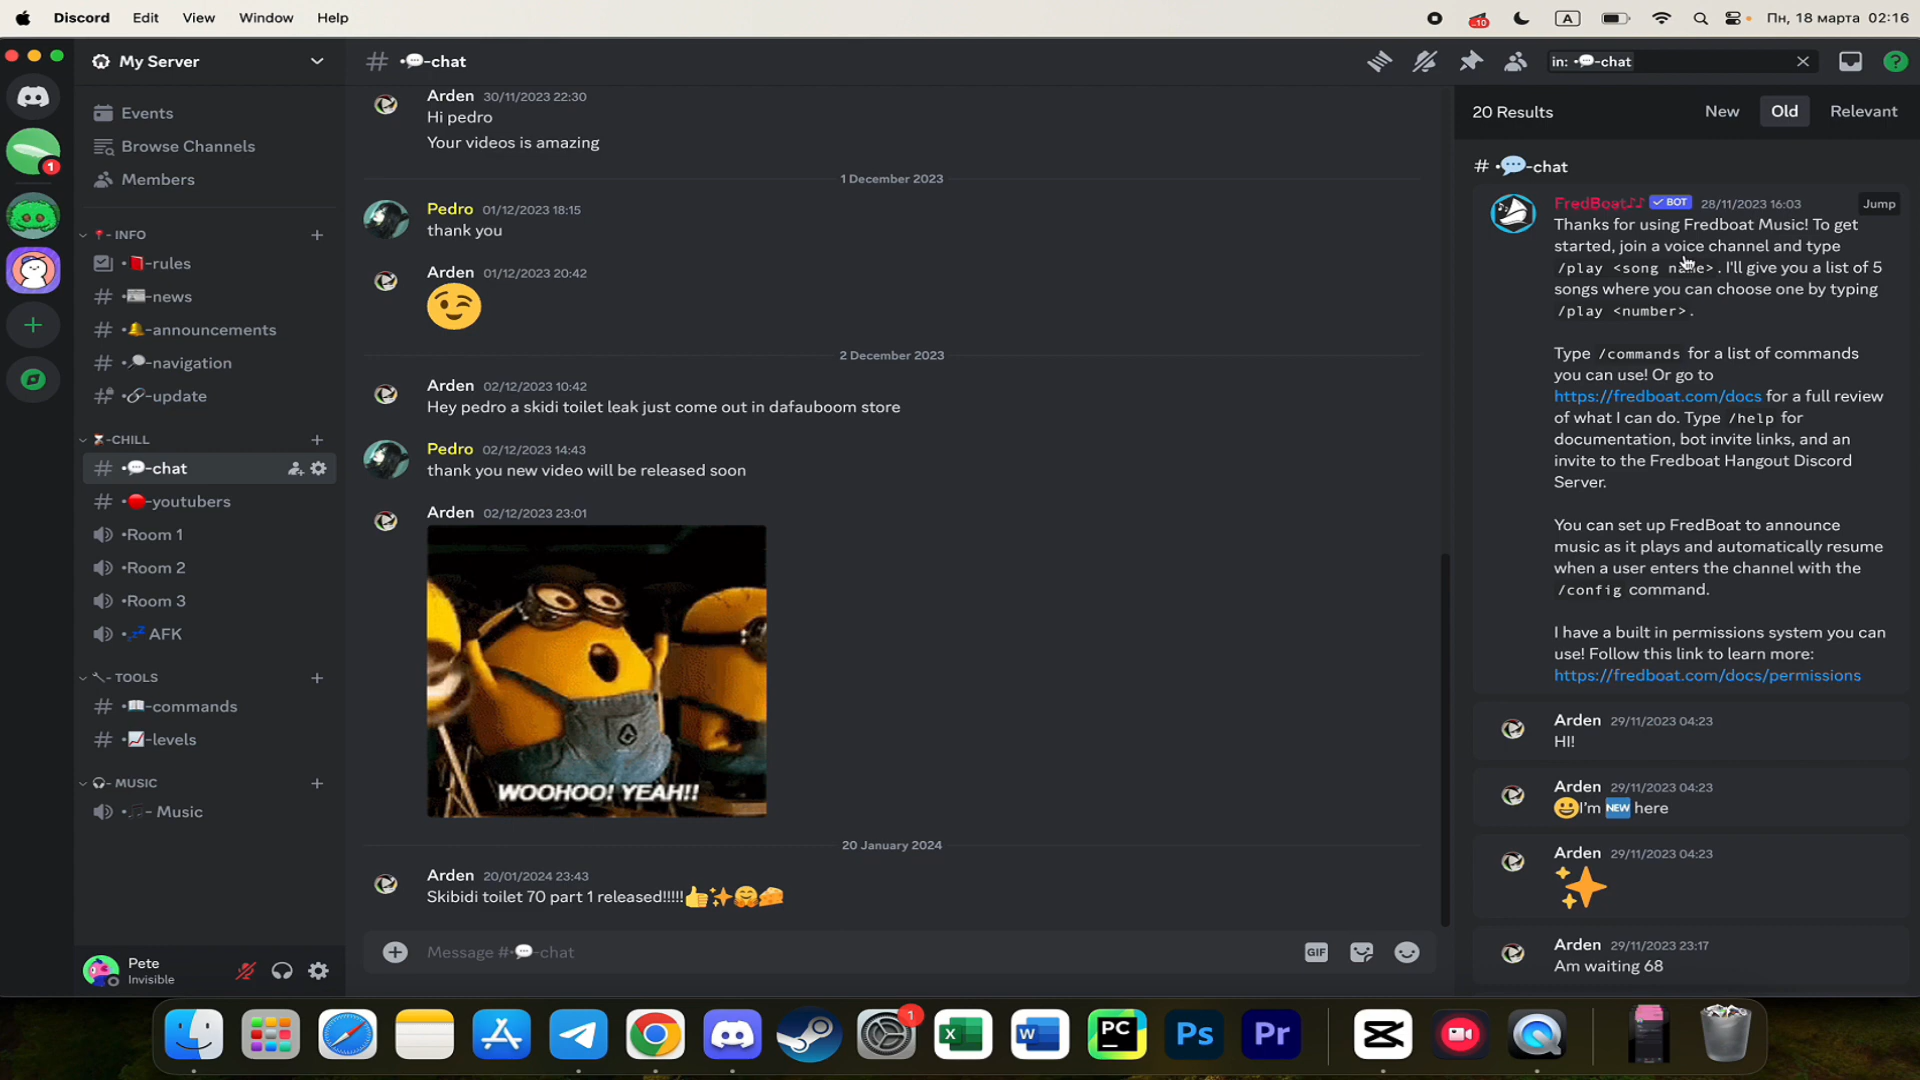 Discord Edit View Window Help
10 A Пн, 18 марта 02:16
My Server
Events
Browse Channels
Members
INFO
•-rules
•-news
•-announcements
•-navigation
•-update
-CHILL
•-chat
•-youtubers
•Room 1
•Room 2
•Room 3
•💤 AFK
- TOOLS
•-commands
•-levels
- MUSIC
•- Music
Pete
Invisible
1
# •💬-chat
Arden 30/11/2023 22:30
Hi pedro
Your videos is amazing
1 December 2023
Pedro 01/12/2023 18:15
thank you
Arden 01/12/2023 20:42
😉
2 December 2023
Arden 02/12/2023 10:42
Hey pedro a skidi toilet leak just come out in dafauboom store
Pedro 02/12/2023 14:43
thank you new video will be released soon
Arden 02/12/2023 23:01
WOOHOO! YEAH!!
20 January 2024
Arden 20/01/2024 23:43
Skibidi toilet 70 part 1 released!!!!!👍✨🤗🧀
Message #•💬-chat
GIF
in: •💬-chat
20 Results New Old Relevant
# •💬-chat
FredBoat♪♪ BOT 28/11/2023 16:03 Jump
Thanks for using Fredboat Music! To get
started, join a voice channel and type
/play <song name>. I'll give you a list of 5
songs where you can choose one by typing
/play <number>.
Type /commands for a list of commands
you can use! Or go to
https://fredboat.com/docs for a full review
of what I can do. Type /help for
documentation, bot invite links, and an
invite to the Fredboat Hangout Discord
Server.
You can set up FredBoat to announce
music as it plays and automatically resume
when a user enters the channel with the
/config command.
I have a built in permissions system you can
use! Follow this link to learn more:
https://fredboat.com/docs/permissions
Arden 29/11/2023 04:23
HI!
Arden 29/11/2023 04:23
😀I'm 🆕 here
Arden 29/11/2023 04:23
✨
Arden 29/11/2023 23:17
Am waiting 68
1
PC
Ps
Pr